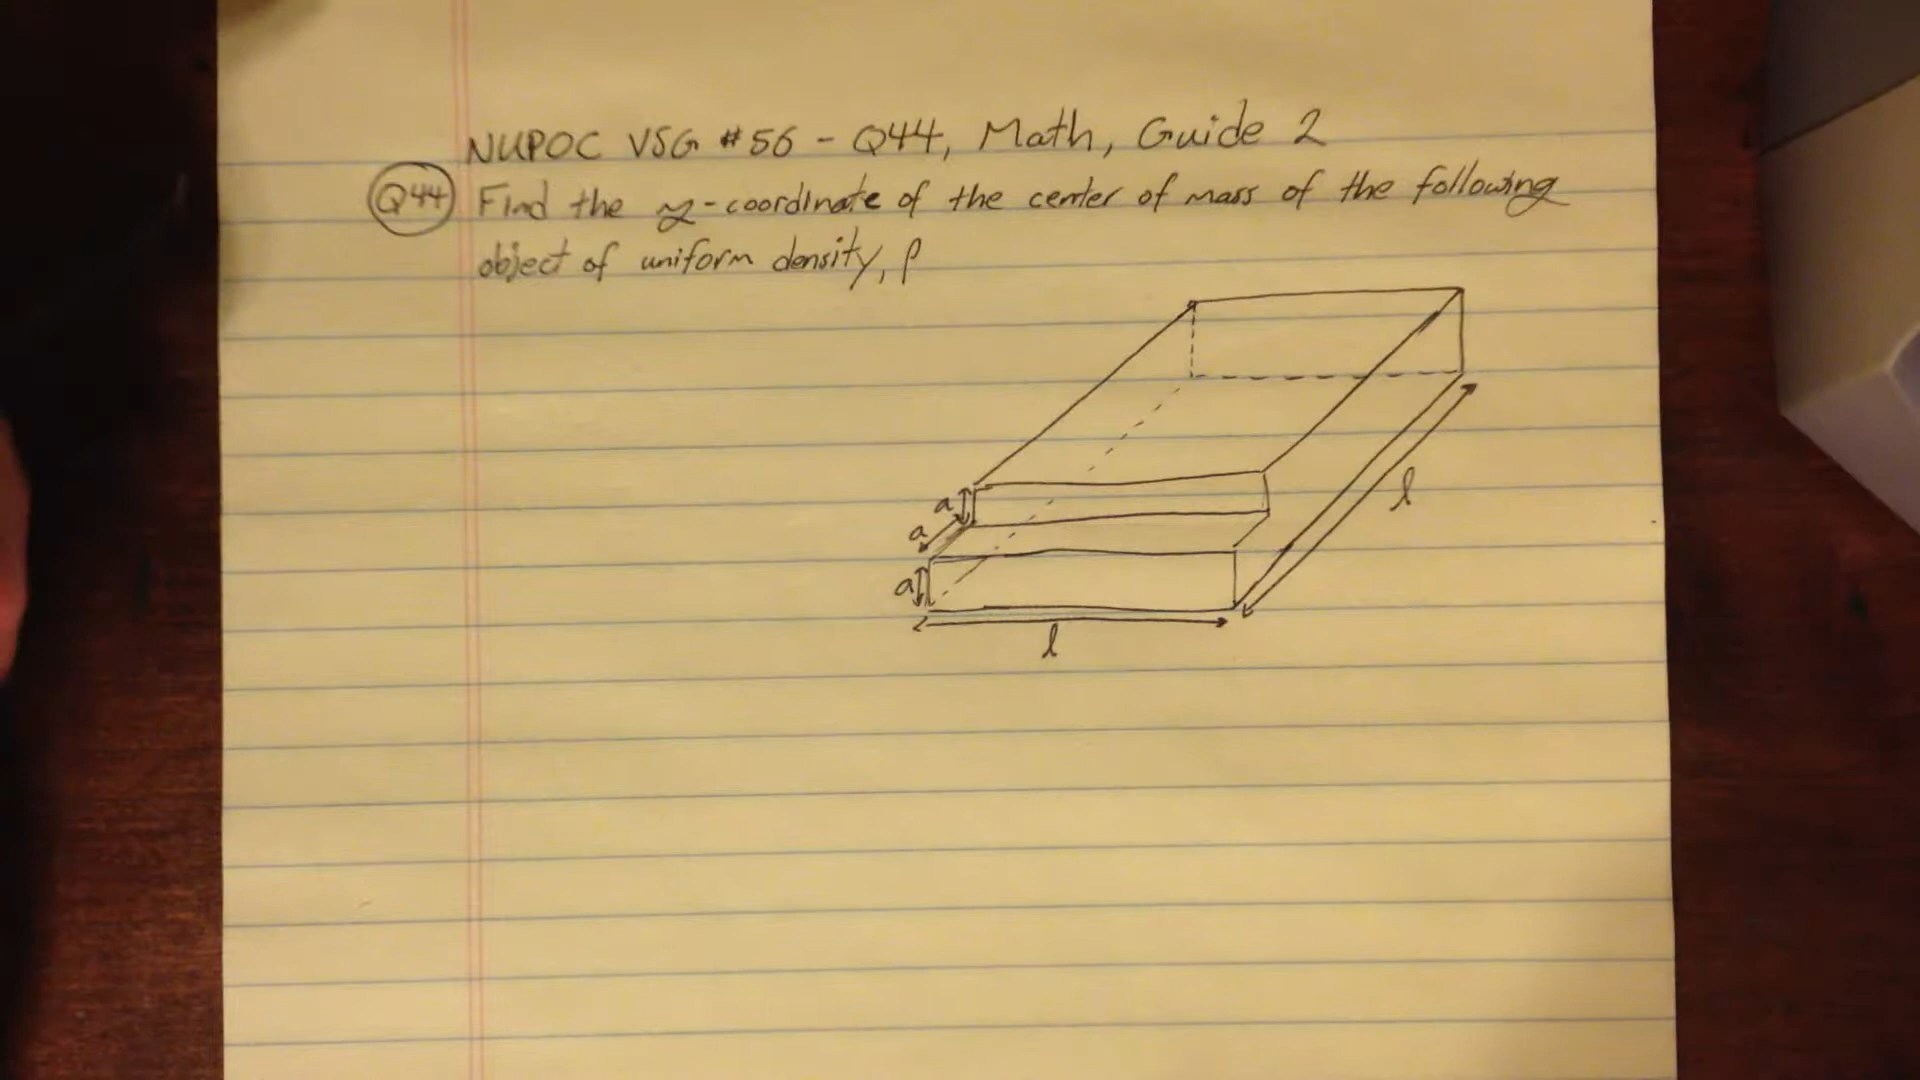 NUPOC VSG #56 - Q44, Math, Guide 2
Q44 Find the y-coordinate of the center of mass of the following
object of uniform density, ρ
a
a
l
a
l